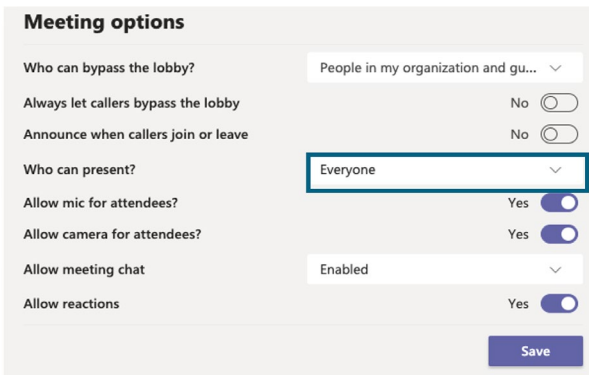 Meeting options
Who can bypass the lobby? People in my organization and gu...
Always let callers bypass the lobby No
Announce when callers join or leave No
Who can present? Everyone
Allow mic for attendees? Yes
Allow camera for attendees? Yes
Allow meeting chat Enabled
Allow reactions Yes
Save